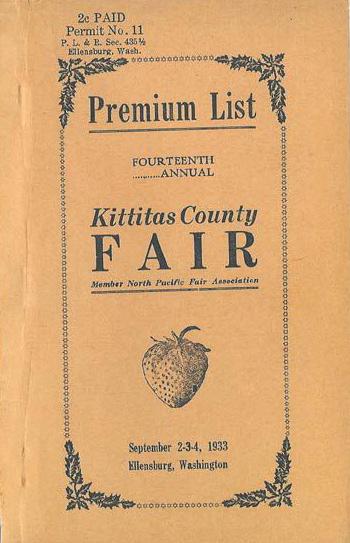 2c PAID
Permit No. 11
P. L. & R. Sec. 435½
Ellensburg, Wash.
Premium List
FOURTEENTH
...........ANNUAL
Kittitas County
FAIR
Member North Pacific Fair Association
September 2-3-4, 1933
Ellensburg, Washington